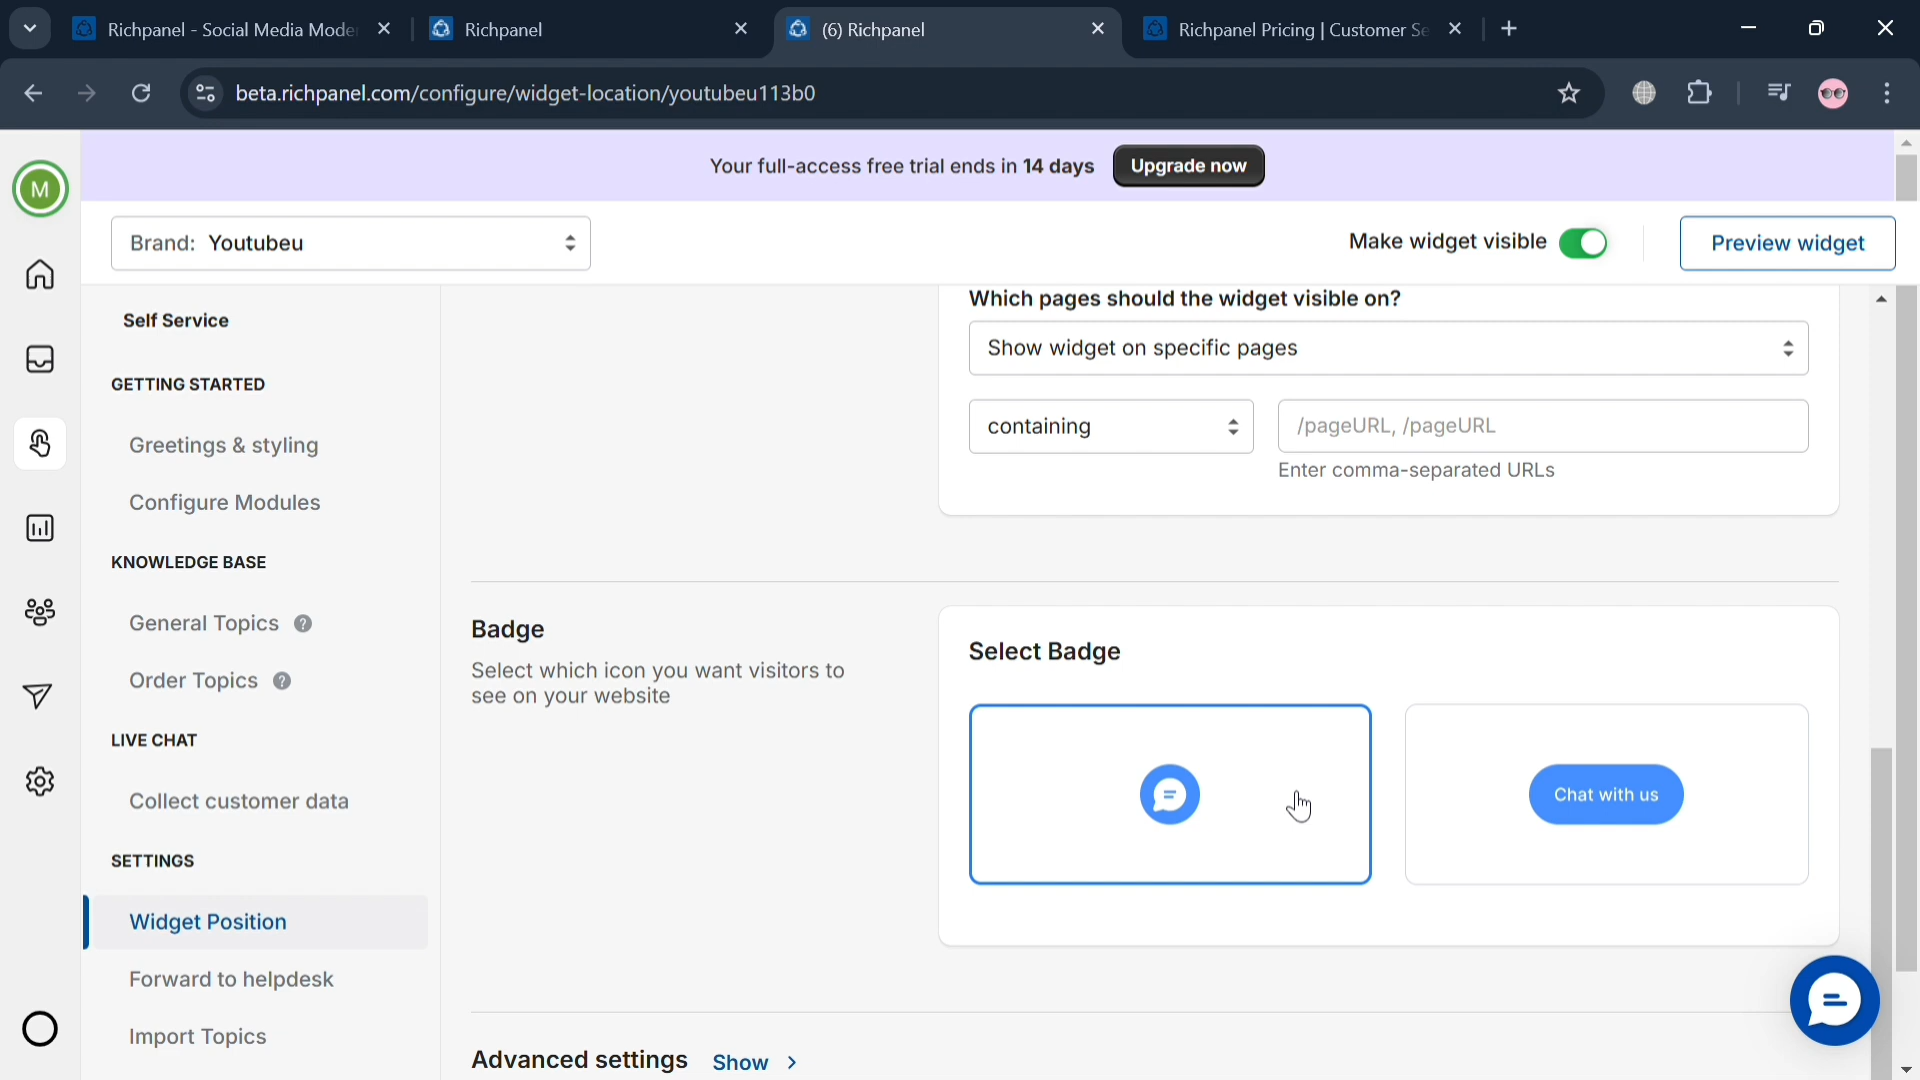 Richpanel - Social Media Mode
Richpanel
(6) Richpanel
Richpanel Pricing | Customer Se
beta.richpanel.com/configure/widget-location/youtubeu113b0
Your full-access free trial ends in 14 days
Upgrade now
M
Brand: Youtubeu
Make widget visible
Preview widget
Self Service
GETTING STARTED
Greetings & styling
Configure Modules
KNOWLEDGE BASE
General Topics ?
Order Topics ?
LIVE CHAT
Collect customer data
SETTINGS
Widget Position
Forward to helpdesk
Import Topics
Which pages should the widget visible on?
Show widget on specific pages
containing
/pageURL, /pageURL
Enter comma-separated URLs
Badge
Select which icon you want visitors to
see on your website
Select Badge
Chat with us
Advanced settings Show